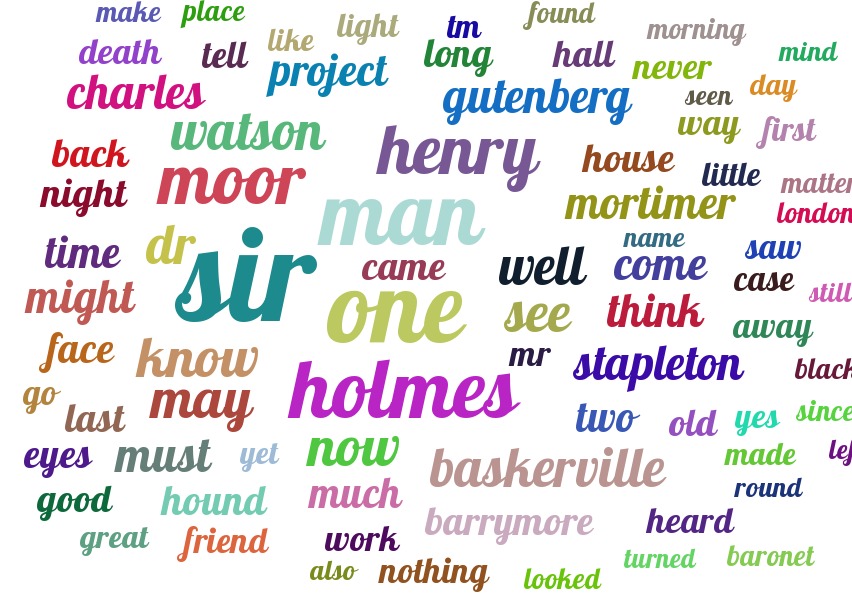 make place found
light tm morning
death tell like long hall mind
project never
charles gutenberg seen day
watson way first
back henry house
night moor little matter
man mortimer london
time dr name saw
sir came well come case
might one see think still
away
face know mr stapleton black
go may holmes
last two old yes since
eyes must yet now baskerville made lef
good hound much round
great friend work barrymore heard
also nothing looked turned baronet